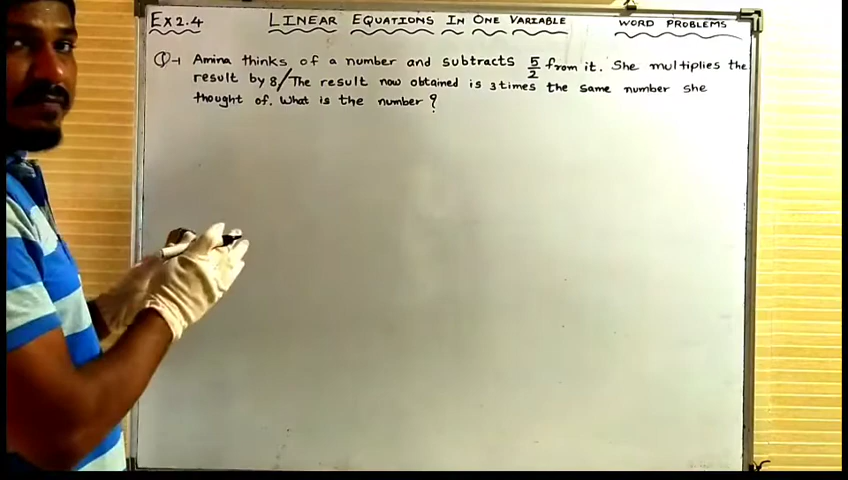 Ex 2.4 LINEAR EQUATIONS IN ONE VARIABLE WORD PROBLEMS
Q-1 Amina thinks of a number and subtracts 5/2 from it. She multiplies the
result by 8/ The result now obtained is 3 times the same number she
thought of. What is the number ?